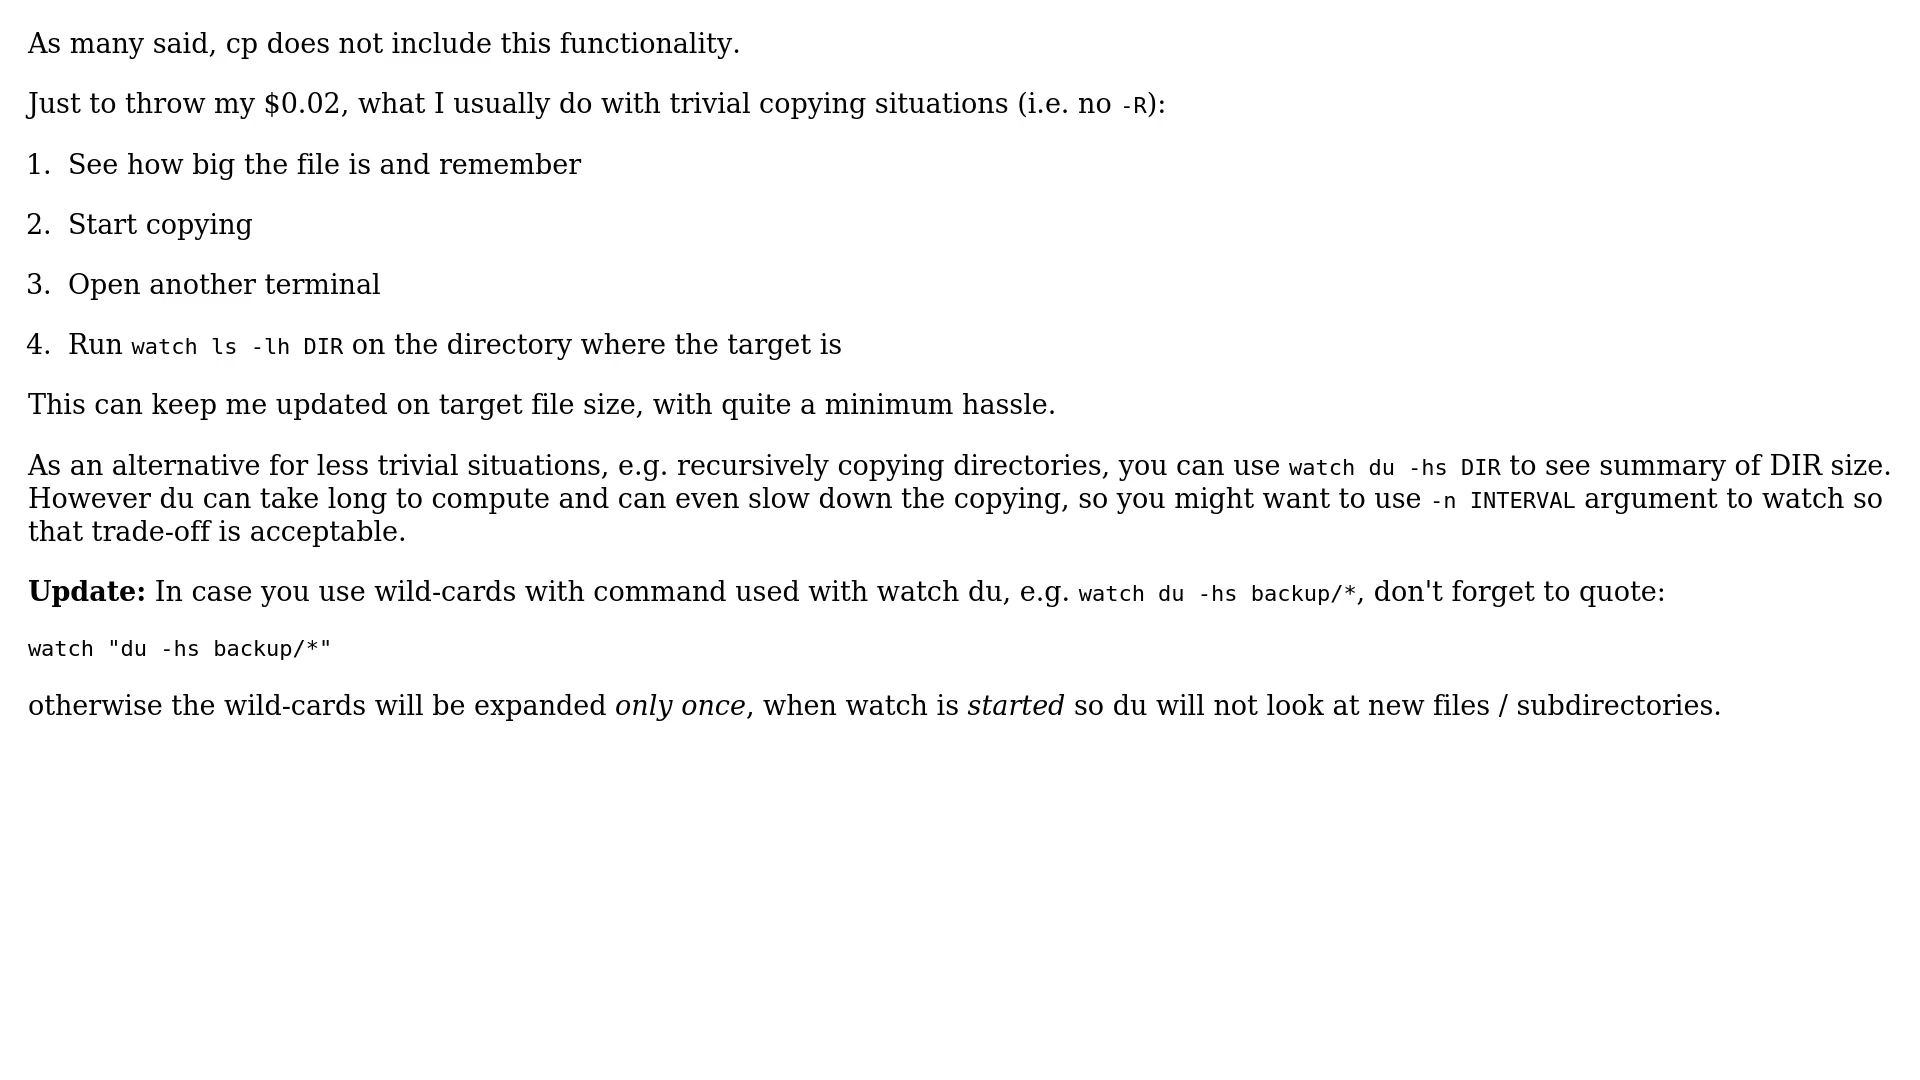 As many said, cp does not include this functionality.
Just to throw my $0.02, what I usually do with trivial copying situations (i.e. no -R):
1. See how big the file is and remember
2. Start copying
3. Open another terminal
4. Run watch ls -lh DIR on the directory where the target is
This can keep me updated on target file size, with quite a minimum hassle.
As an alternative for less trivial situations, e.g. recursively copying directories, you can use watch du -hs DIR to see summary of DIR size.
However du can take long to compute and can even slow down the copying, so you might want to use -n INTERVAL argument to watch so
that trade-off is acceptable.
Update: In case you use wild-cards with command used with watch du, e.g. watch du -hs backup/*, don't forget to quote:
watch "du -hs backup/*"
otherwise the wild-cards will be expanded only once, when watch is started so du will not look at new files / subdirectories.